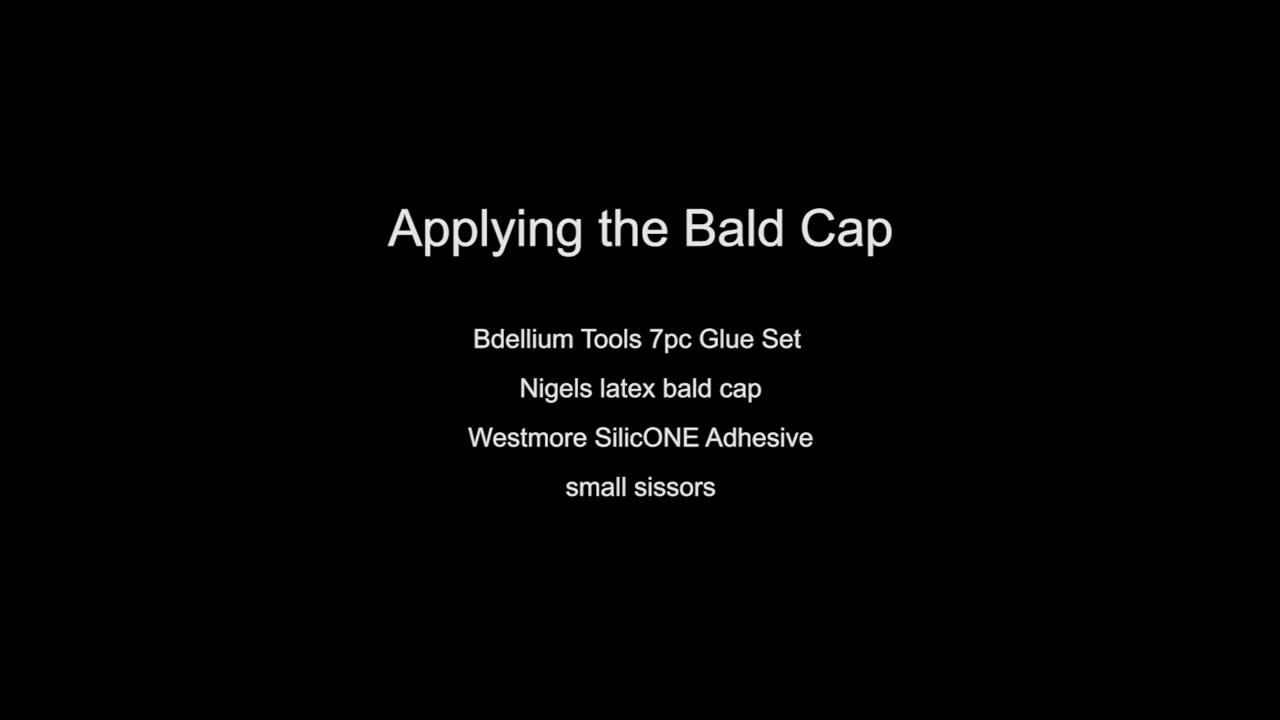 Applying the Bald Cap
Bdellium Tools 7pc Glue Set
Nigels latex bald cap
Westmore SilicONE Adhesive
small sissors